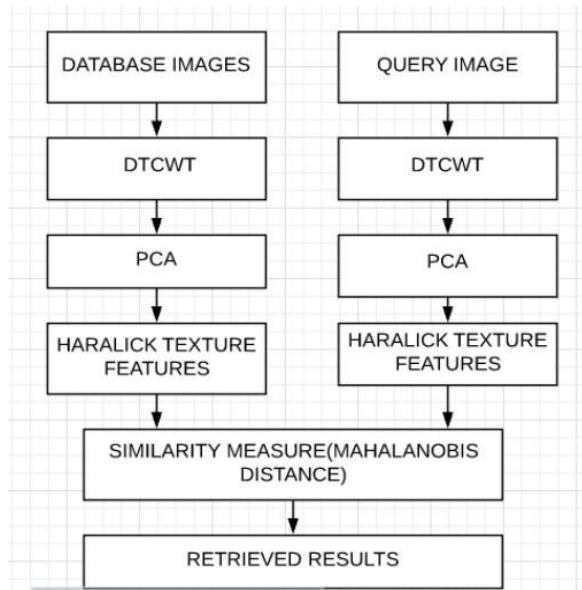 DATABASE IMAGES
QUERY IMAGE
DTCWT
DTCWT
PCA
PCA
HARALICK TEXTURE
FEATURES
HARALICK TEXTURE
FEATURES
SIMILARITY MEASURE(MAHALANOBIS
DISTANCE)
RETRIEVED RESULTS